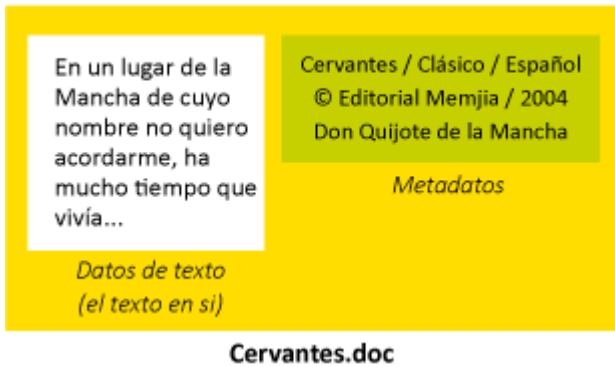 En un lugar de la
Mancha de cuyo
nombre no quiero
acordarme, ha
mucho tiempo que
vivía...
Datos de texto
(el texto en si)
Cervantes / Clásico / Español
© Editorial Memjia / 2004
Don Quijote de la Mancha
Metadatos
Cervantes.doc